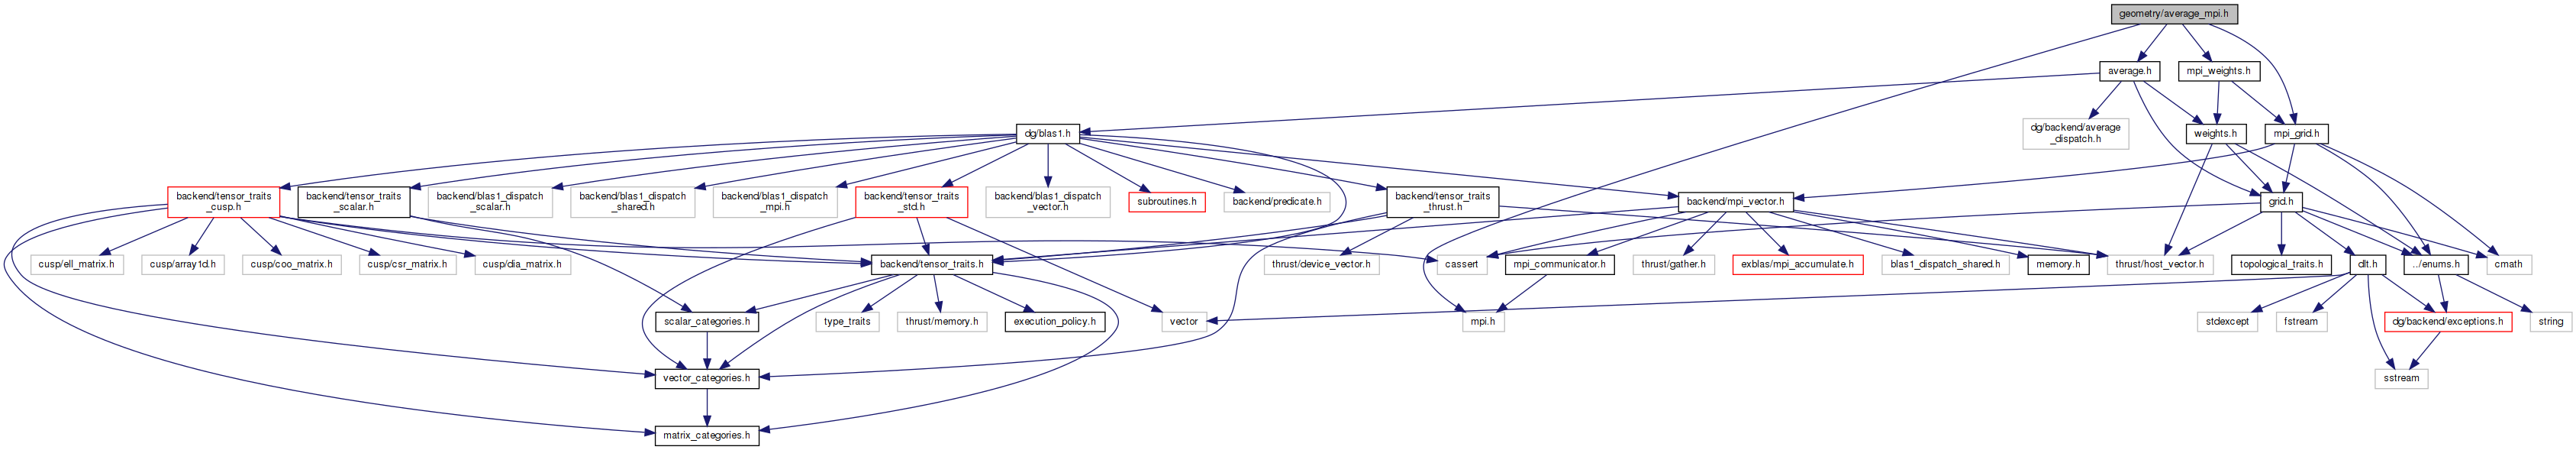 geometry/average_mpi.h
average.h
mpi_weights.h
dg/blas1.h
dg/backend/average
_dispatch.h
weights.h
mpi_grid.h
backend/tensor_traits
_cusp.h
backend/tensor_traits
_scalar.h
backend/blas1_dispatch
_scalar.h
backend/blas1_dispatch
_shared.h
backend/blas1_dispatch
_mpi.h
backend/tensor_traits
_std.h
backend/blas1_dispatch
_vector.h
subroutines.h
backend/predicate.h
backend/tensor_traits
_thrust.h
backend/mpi_vector.h
grid.h
cusp/ell_matrix.h
cusp/array1d.h
cusp/coo_matrix.h
cusp/csr_matrix.h
cusp/dia_matrix.h
backend/tensor_traits.h
thrust/device_vector.h
cassert
mpi_communicator.h
thrust/gather.h
exblas/mpi_accumulate.h
blas1_dispatch_shared.h
memory.h
thrust/host_vector.h
topological_traits.h
dlt.h
../enums.h
cmath
scalar_categories.h
type_traits
thrust/memory.h
execution_policy.h
vector
mpi.h
stdexcept
fstream
dg/backend/exceptions.h
string
vector_categories.h
sstream
matrix_categories.h